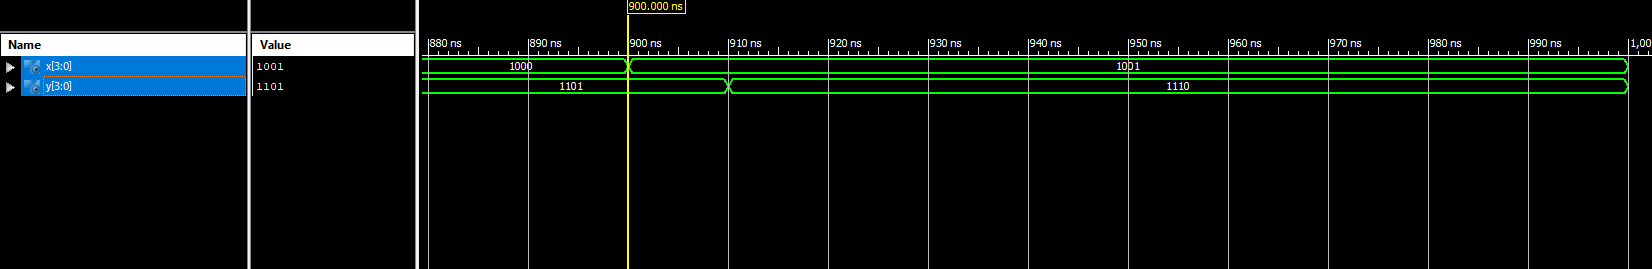 900.000 ns
Name Value 880 ns 890 ns 900 ns 910 ns 920 ns 930 ns 940 ns 950 ns 960 ns 970 ns 980 ns 990 ns 1,00
x[3:0] 1001 1000 1001
y[3:0] 1101 1101 1110